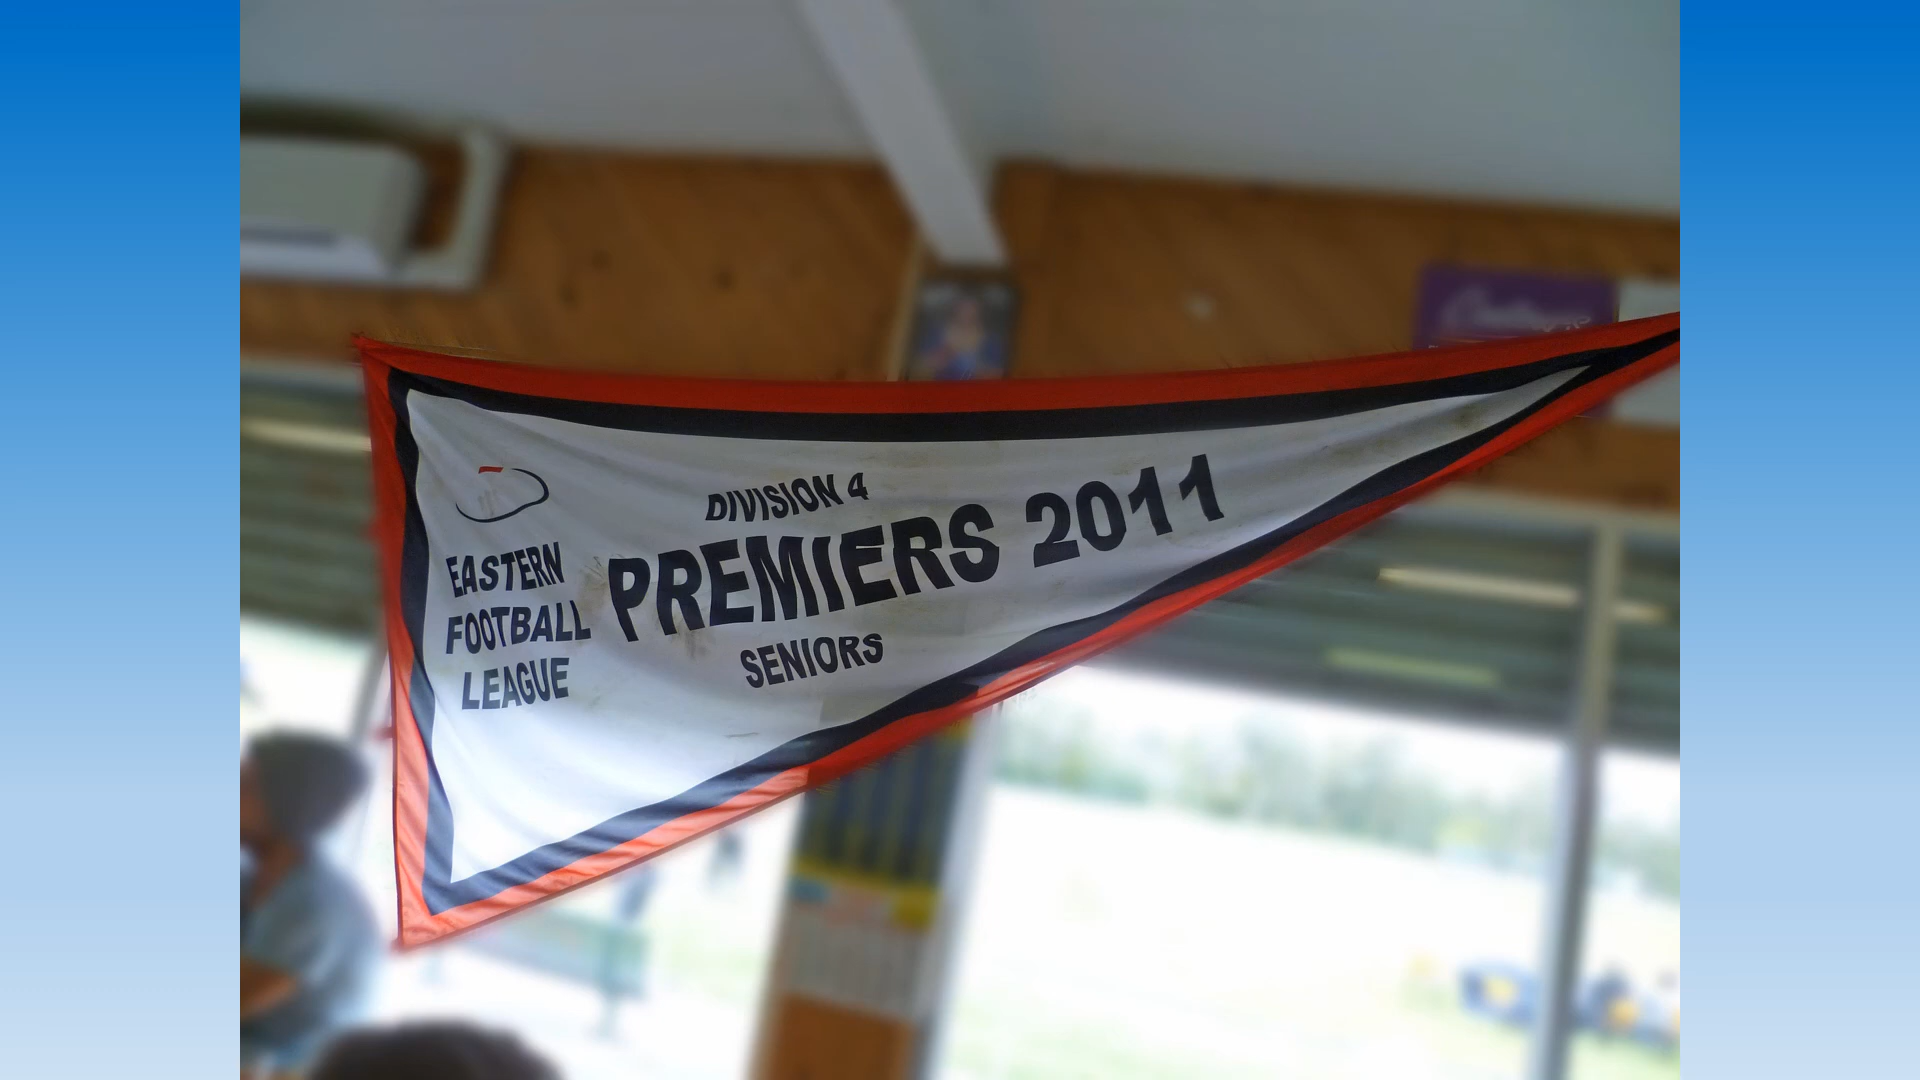 EASTERN
FOOTBALL
LEAGUE
DIVISION 4
PREMIERS 2011
SENIORS